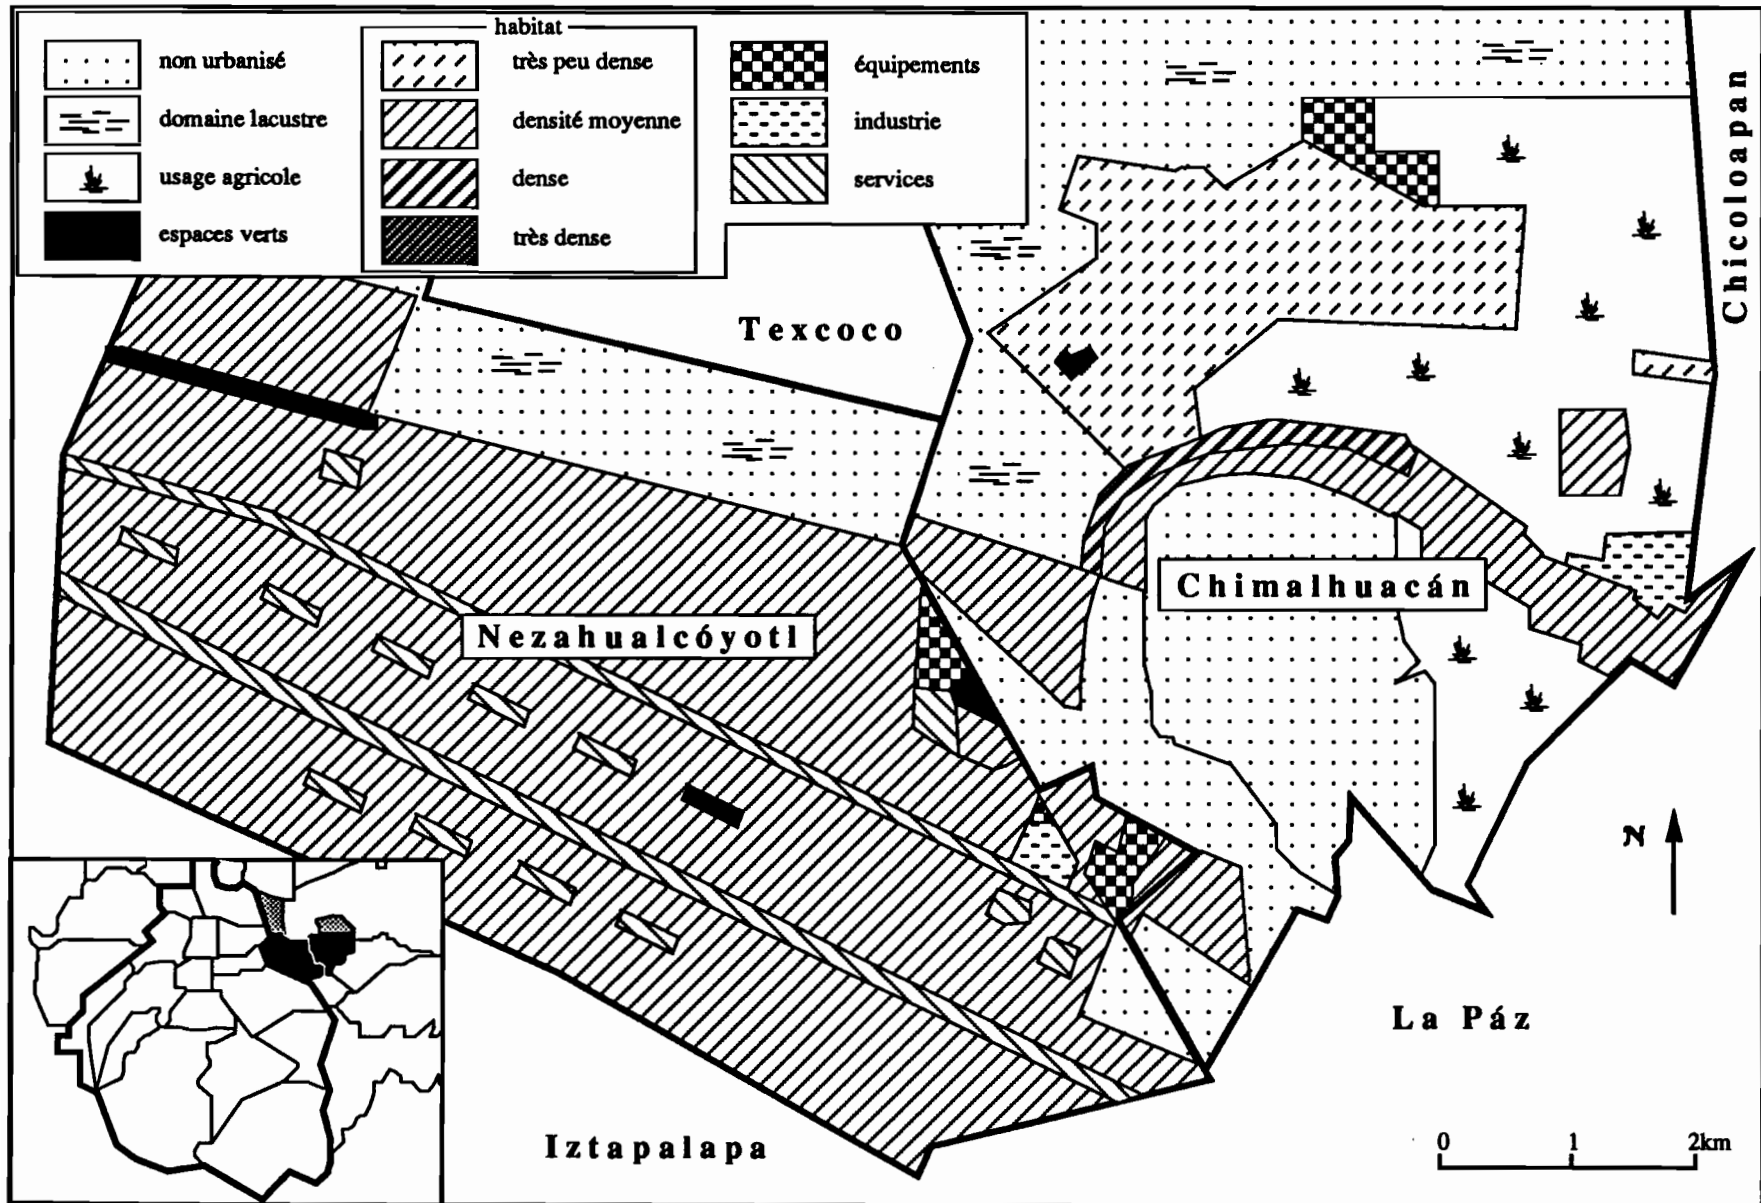 habitat
non urbanisé
très peu dense
équipements
domaine lacustre
densité moyenne
industrie
usage agricole
dense
services
espaces verts
très dense
Chicoloapan
Texcoco
Chimalhuacán
Nezahualcóyotl
N
La Páz
Iztapalapa
0 1 2km